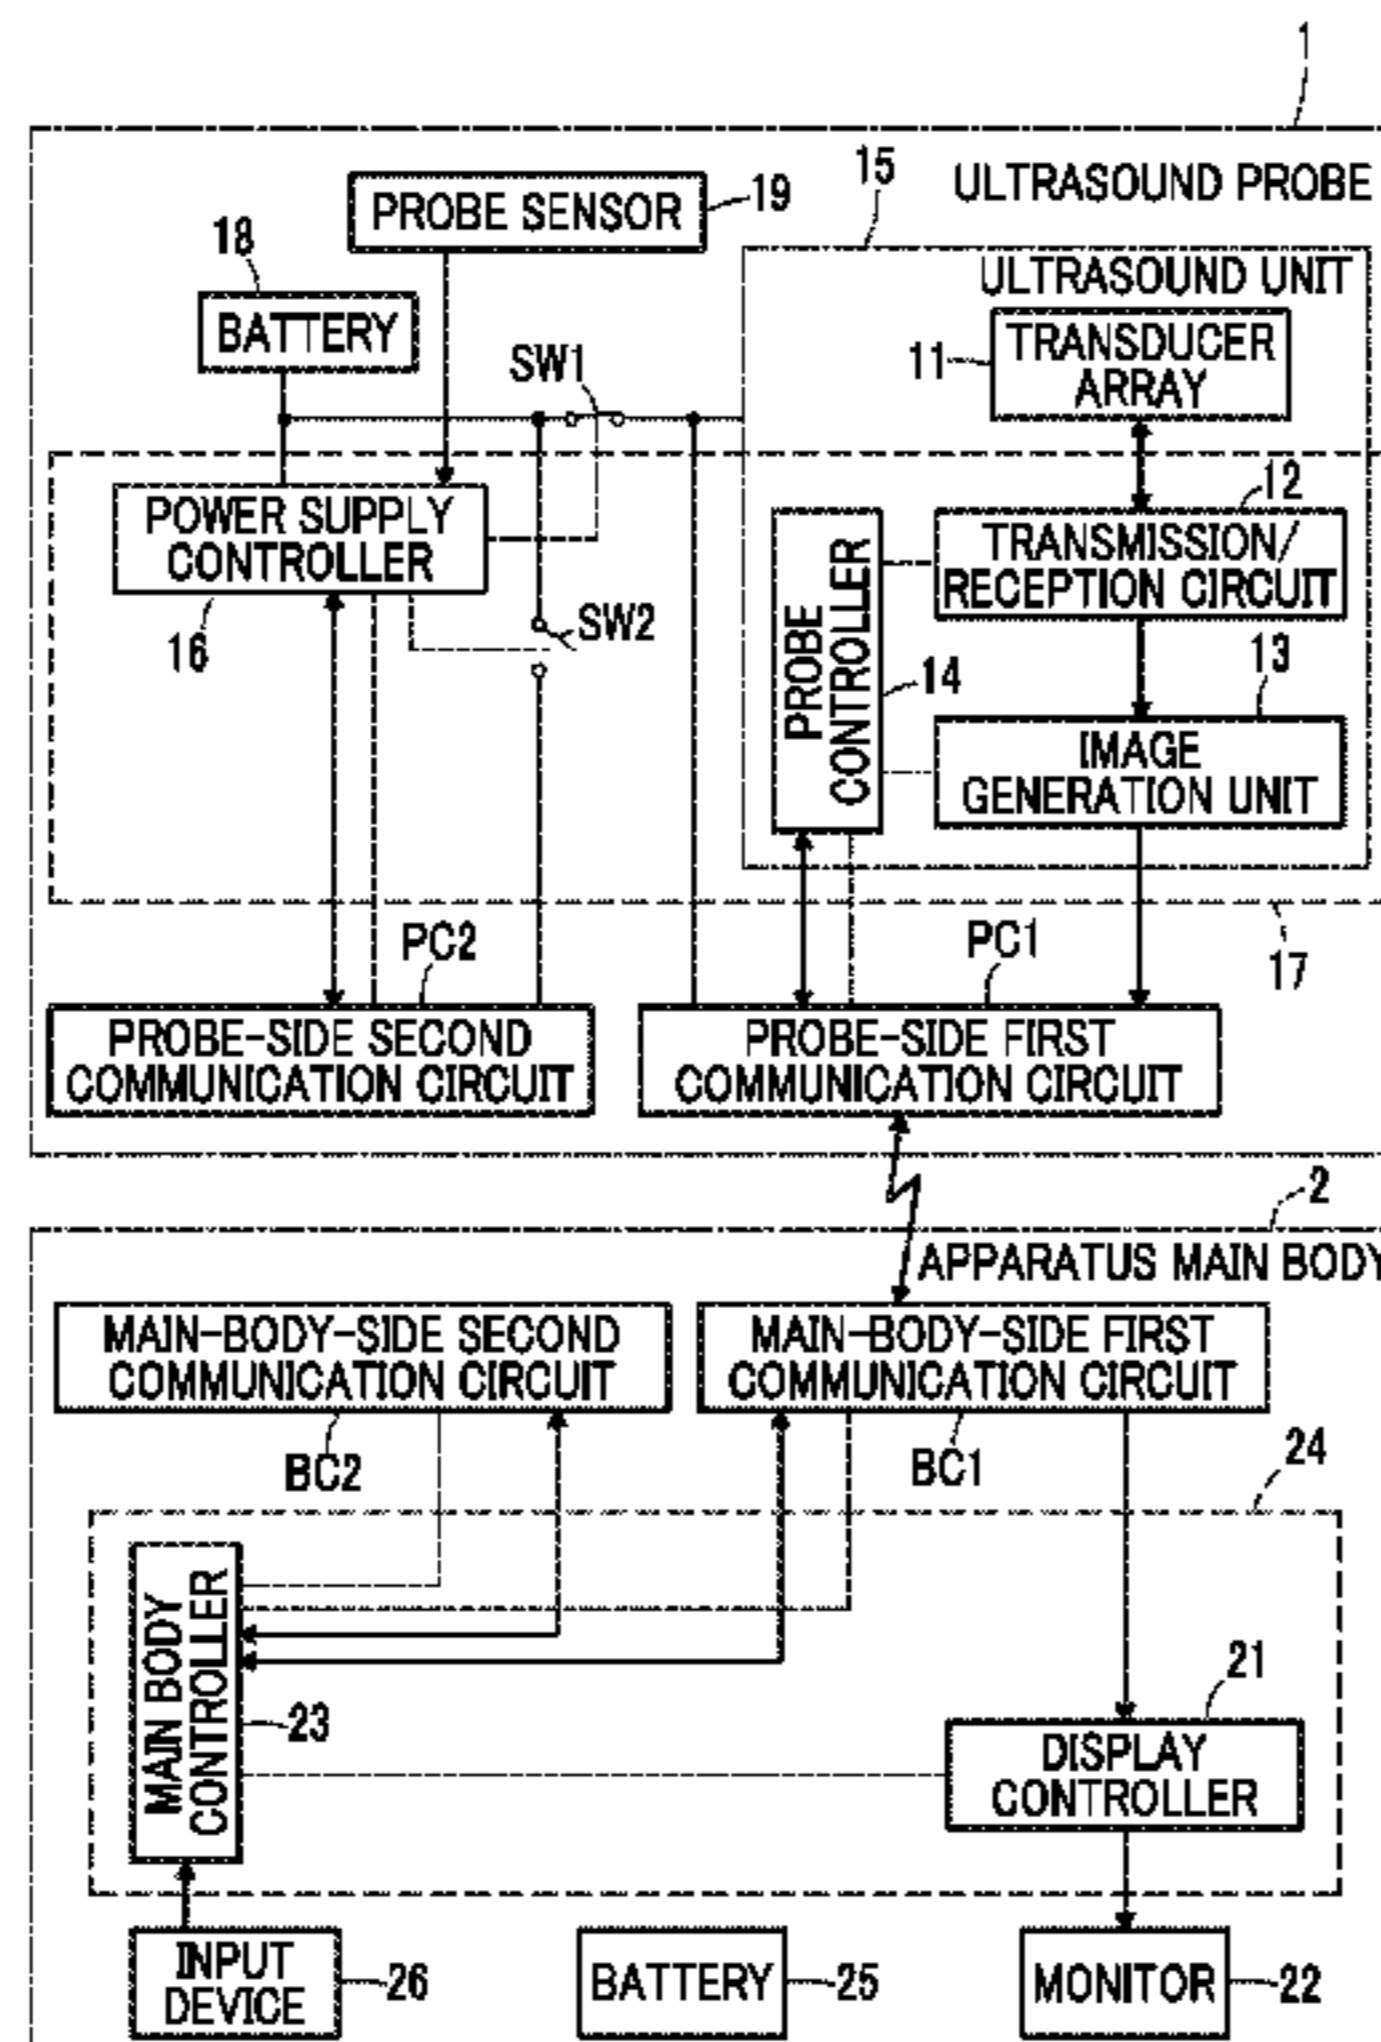 1
ULTRASOUND PROBE
15
PROBE SENSOR
19
18
ULTRASOUND UNIT
BATTERY
TRANSDUCER
ARRAY
11
SW1
POWER SUPPLY
CONTROLLER
16
SW2
12
TRANSMISSION/
RECEPTION CIRCUIT
PROBE
CONTROLLER
14
13
IMAGE
GENERATION UNIT
PC2
PC1
17
PROBE-SIDE SECOND
COMMUNICATION CIRCUIT
PROBE-SIDE FIRST
COMMUNICATION CIRCUIT
2
APPARATUS MAIN BODY
MAIN-BODY-SIDE SECOND
COMMUNICATION CIRCUIT
MAIN-BODY-SIDE FIRST
COMMUNICATION CIRCUIT
BC2
BC1
24
MAIN BODY
CONTROLLER
23
21
DISPLAY
CONTROLLER
INPUT
DEVICE
26
BATTERY
25
MONITOR
22